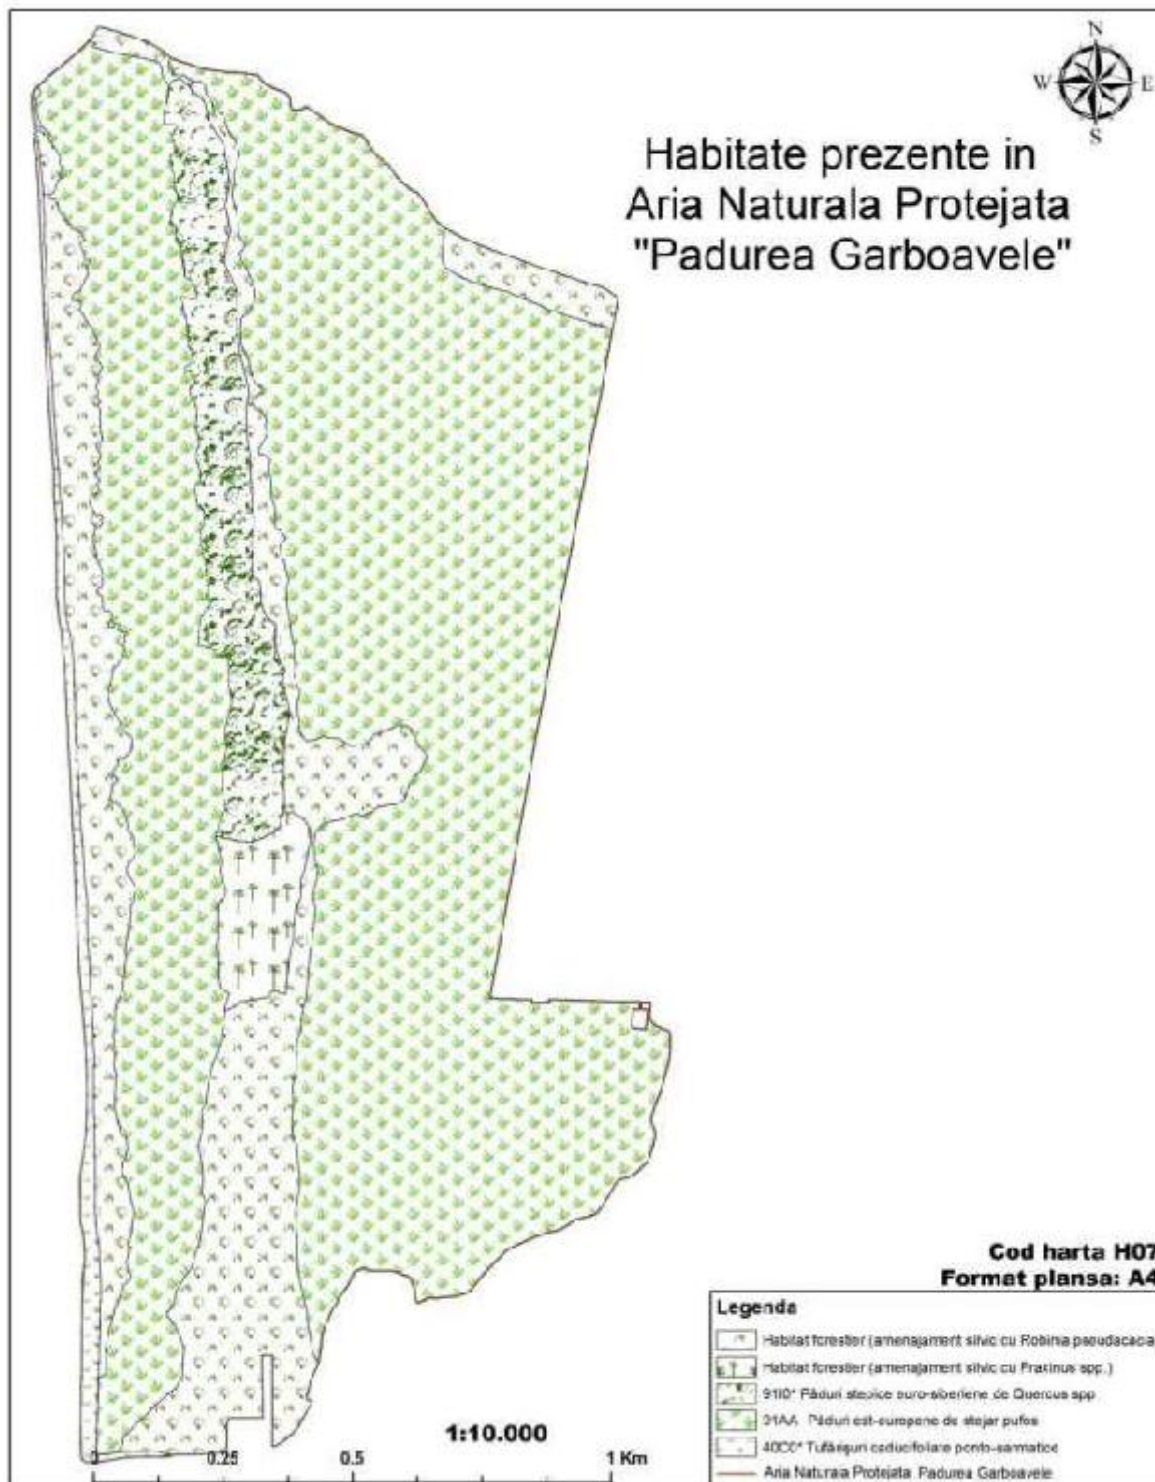 N
W E
S
Habitate prezente in
Aria Naturala Protejata
"Padurea Garboavele"
Cod harta H07
Format plansa: A4
Legenda
Habitat forestier (amenajament silvic cu Robinia pseudacacia
Habitat forestier (amenajament silvic cu Fraxinus spp.)
91I0* Păduri stepice euro-siberiene de Quercus spp
91AA Păduri est-europene de stejar pufos
40C0* Tufărișuri caducifoliare ponto-sarmatice
Aria Naturala Protejata Padurea Garboavele
1:10.000
0 0.25 0.5 1 Km